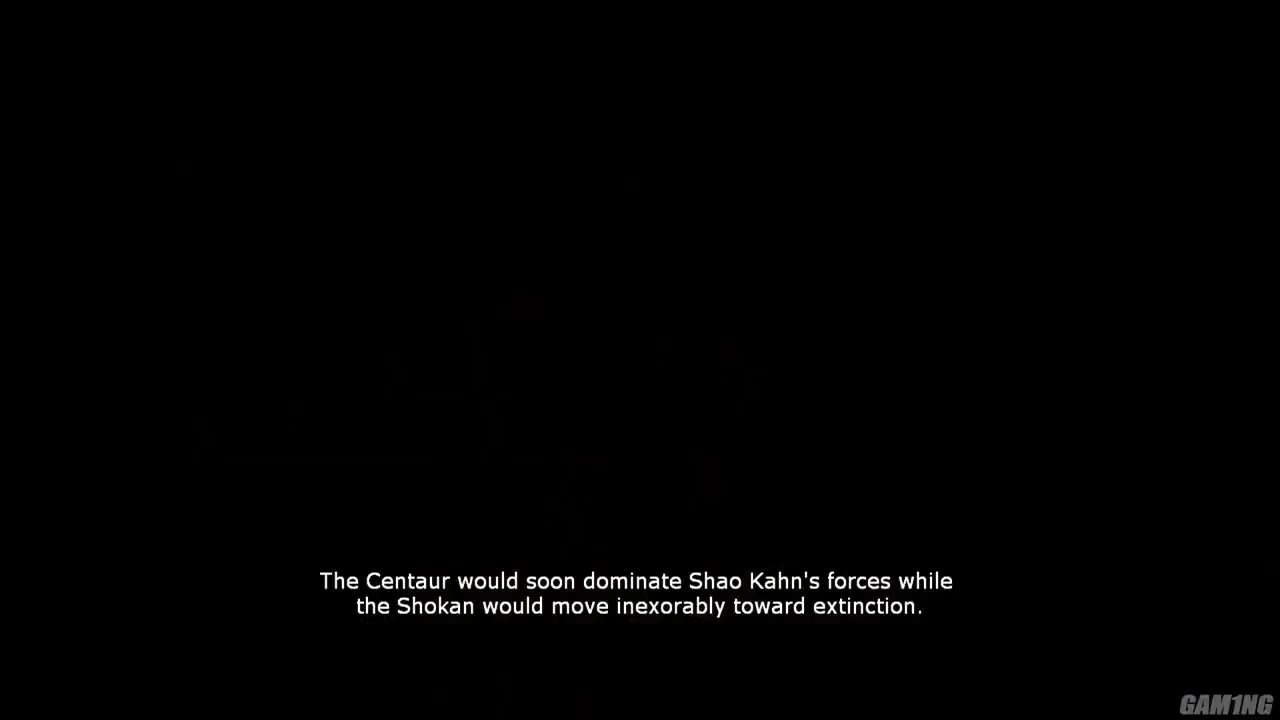 The Centaur would soon dominate Shao Kahn's forces while
the Shokan would move inexorably toward extinction.
GAM1NG